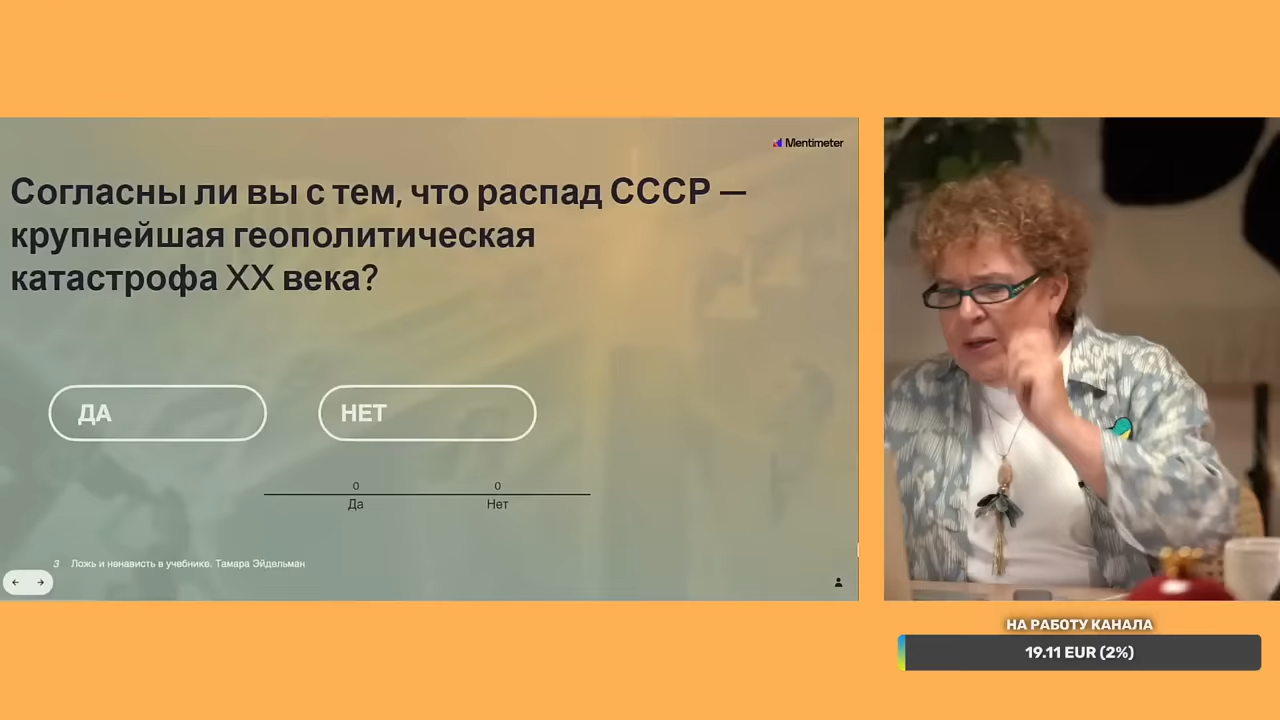 Mentimeter
Согласны ли вы с тем, что распад СССР —
крупнейшая геополитическая
катастрофа XX века?
ДА
НЕТ
0
0
Да
Нет
3 Ложь и ненависть в учебнике. Тамара Эйдельман
НА РАБОТУ КАНАЛА
19.11 EUR (2%)